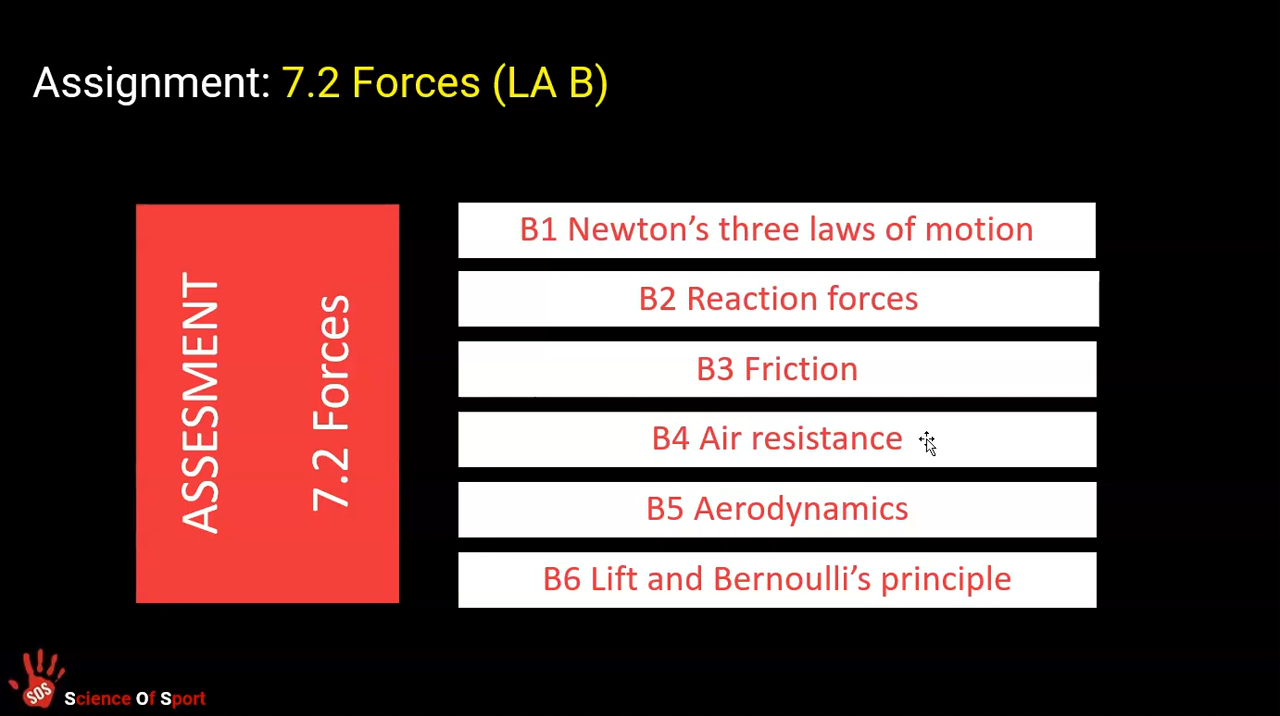 Assignment: 7.2 Forces (LA B)
ASSESMENT
7.2 Forces
B1 Newton’s three laws of motion
B2 Reaction forces
B3 Friction
B4 Air resistance
B5 Aerodynamics
B6 Lift and Bernoulli’s principle
SOS
Science Of Sport